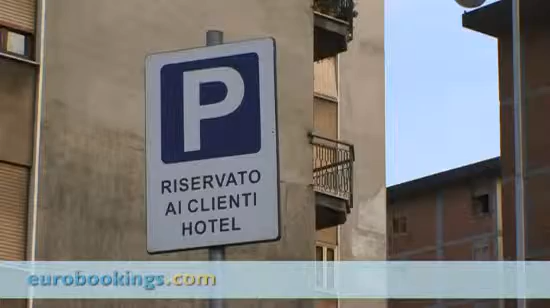 P
RISERVATO
AI CLIENTI
HOTEL
eurobookings.com